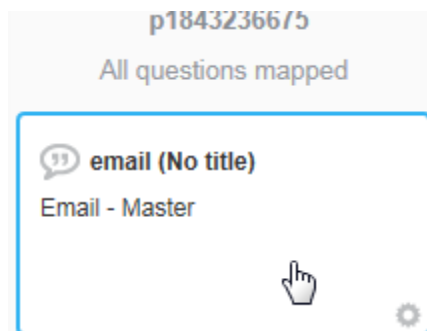 p1843236675
All questions mapped
email (No title)
Email - Master